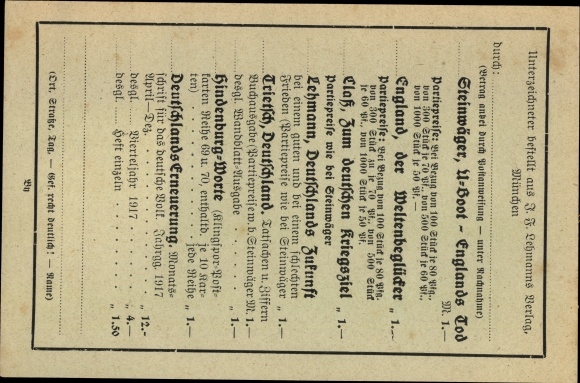 Unterzeichneter bestellt aus J. F. Lehmanns Verlag,
München
durch:
(Betrag anbei durch Postanweisung — unter Nachnahme)
Steinwäger, U-Boot - Englands Tod
M. 1.—
Partiepreise: Bei Bezug von 100 Stück je 80 Pfg.,
von 300 Stück je 70 Pf., von 500 Stück je 60 Pf.,
von 1000 Stück je 50 Pf. —
England, der Weltenbeglücker „ 1.—
Partiepreise: Bei Bezug von 100 Stück je 80 Pfg.,
von 300 Stück zu je 70 Pf., von 500 Stück
je 60 Pf., von 1000 Stück je 50 Pf.
Claß, Zum deutschen Kriegsziel „ 1.—
Partiepreise wie bei Steinwäger
Lehmann, Deutschlands Zukunft
bei einem guten und bei einem schlechten
Frieden (Partiepreise wie bei Steinwäger „ 1.—
Trietsch, Deutschland. Tatsachen u. Ziffern
Buchausgabe (Partiepreise w. b. Steinwäger M. 1.—
desgl. Wandblatt-Ausgabe . . . . „ 1.—
Hindenburg-Worte (Klingspor-Post-
karten Reihe 69 u. 70, enthaltd. je 10 Kar-
ten) . . . . . . . . jede Reihe „ 1.—
Deutschlands Erneuerung. Monats-
schrift für das deutsche Volk. Jahrg. 1917
April—Dez. . . . . . . . „ 12.—
desgl. Vierteljahr 1917 . . . . „ 4.—
desgl. Heft einzeln . . . . „ 1.50
(Ort, Straße, Tag, — Gef. recht deutlich! — Name)